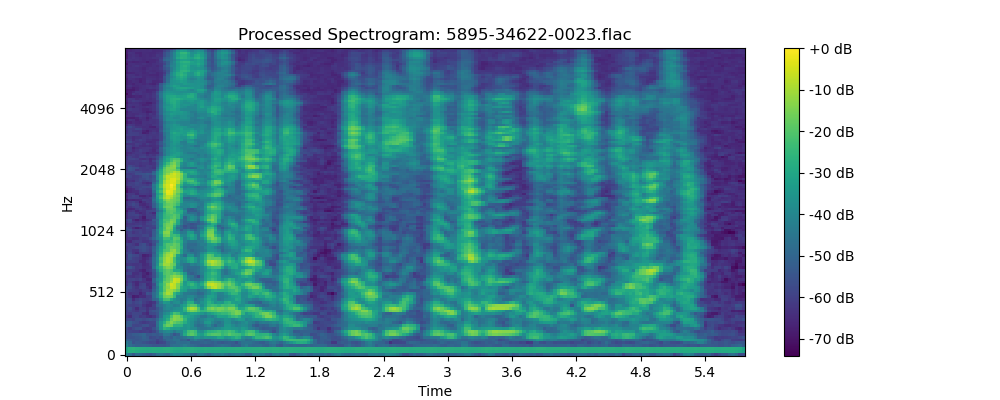 Processed Spectrogram: 5895-34622-0023.flac
Hz
4096
2048
1024
512
0
0 0.6 1.2 1.8 2.4 3 3.6 4.2 4.8 5.4
Time
+0 dB
-10 dB
-20 dB
-30 dB
-40 dB
-50 dB
-60 dB
-70 dB